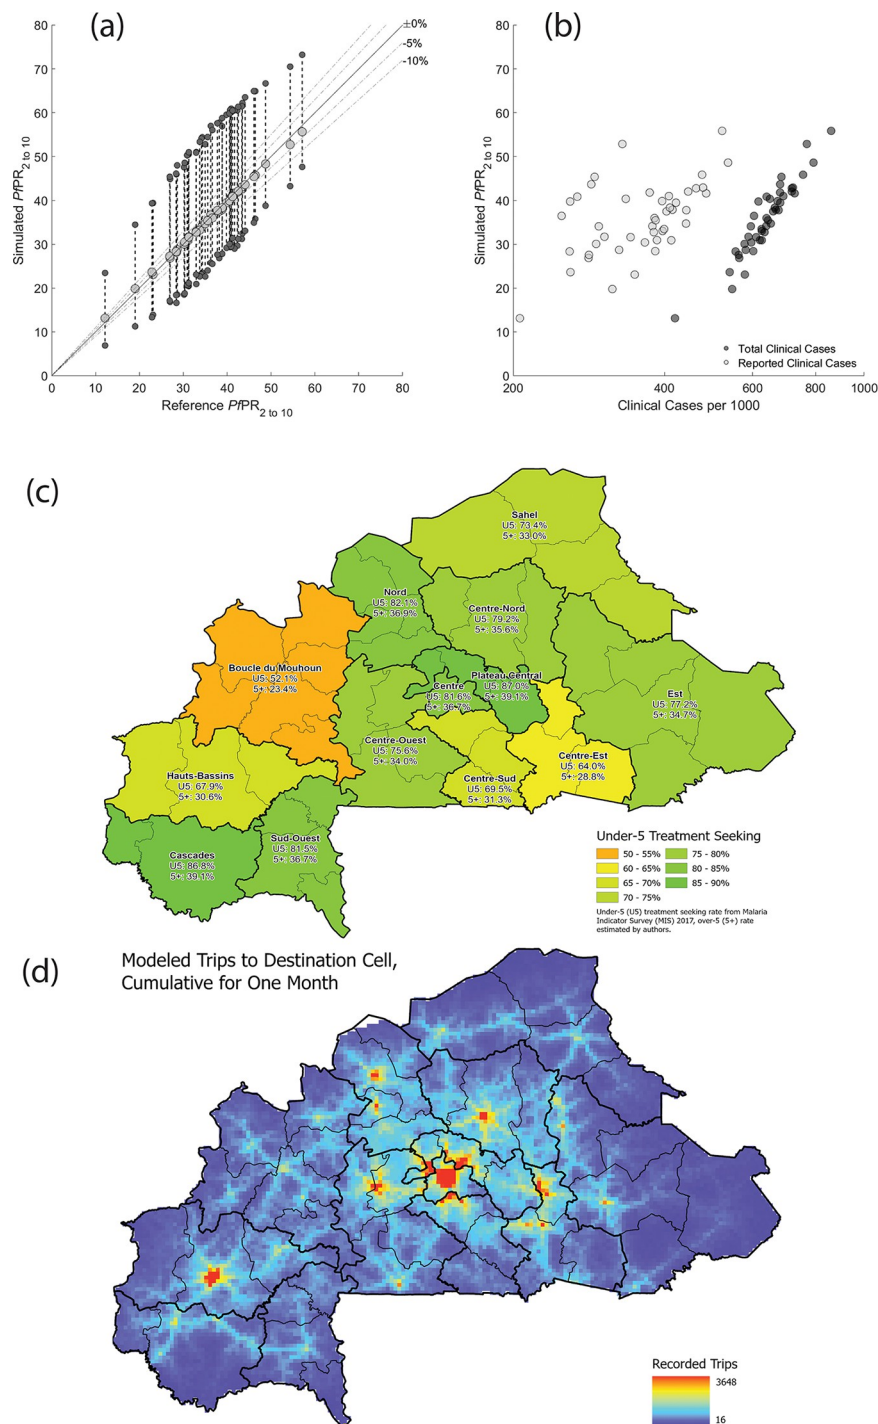 (a)
80
70
60
50
40
30
20
10
0
Simulated PfPR2 to 10
±0%
-5%
-10%
0
10
20
30
40
50
60
70
80
Reference PfPR2 to 10
(b)
80
70
60
50
40
30
20
10
0
Simulated PfPR2 to 10
Total Clinical Cases
Reported Clinical Cases
200
400
600
800
1000
Clinical Cases per 1000
(c)
Sahel
U5: 73.4%
5+: 33.0%
Nord
U5: 82.1%
5+: 36.9%
Centre-Nord
U5: 79.2%
5+: 35.6%
Boucle du Mouhoun
U5: 52.1%
5+: 23.4%
Plateau Central
U5: 87.0%
5+: 39.1%
Centre
U5: 81.6%
5+: 36.7%
Est
U5: 77.2%
5+: 34.7%
Centre-Ouest
U5: 75.6%
5+: 34.0%
Centre-Est
U5: 64.0%
5+: 28.8%
Hauts-Bassins
U5: 67.9%
5+: 30.6%
Centre-Sud
U5: 69.5%
5+: 31.3%
Sud-Ouest
U5: 81.5%
5+: 36.7%
Cascades
U5: 86.8%
5+: 39.1%
Under-5 Treatment Seeking
50 - 55%
60 - 65%
65 - 70%
70 - 75%
75 - 80%
80 - 85%
85 - 90%
Under-5 (U5) treatment seeking rate from Malaria
Indicator Survey (MIS) 2017, over-5 (5+) rate
estimated by authors.
(d)
Modeled Trips to Destination Cell,
Cumulative for One Month
Recorded Trips
3648
16